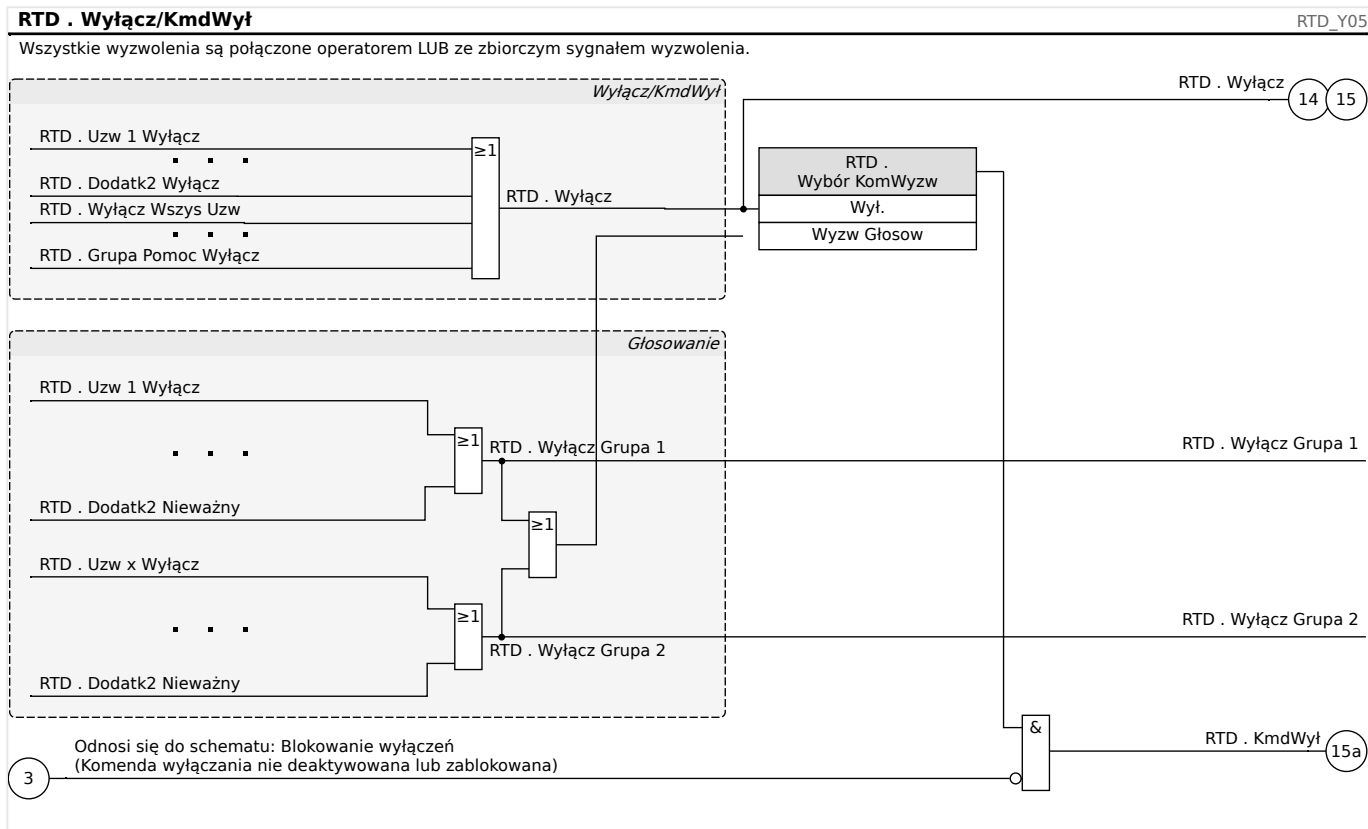 RTD . Wyłącz/KmdWył
RTD_Y05
Wszystkie wyzwolenia są połączone operatorem LUB ze zbiorczym sygnałem wyzwolenia.
Wyłącz/KmdWył
RTD . Wyłącz
14
15
RTD . Uzw 1 Wyłącz
≥1
RTD . Dodatk2 Wyłącz
RTD . Wyłącz Wszys Uzw
RTD . Grupa Pomoc Wyłącz
RTD . Wyłącz
RTD .
Wybór KomWyzw
Wył.
Wyzw Głosow
Głosowanie
RTD . Uzw 1 Wyłącz
≥1
RTD . Wyłącz Grupa 1
RTD . Wyłącz Grupa 1
RTD . Dodatk2 Nieważny
≥1
RTD . Uzw x Wyłącz
≥1
RTD . Wyłącz Grupa 2
RTD . Wyłącz Grupa 2
RTD . Dodatk2 Nieważny
&
RTD . KmdWył
15a
Odnosi się do schematu: Blokowanie wyłączeń
(Komenda wyłączania nie deaktywowana lub zablokowana)
3